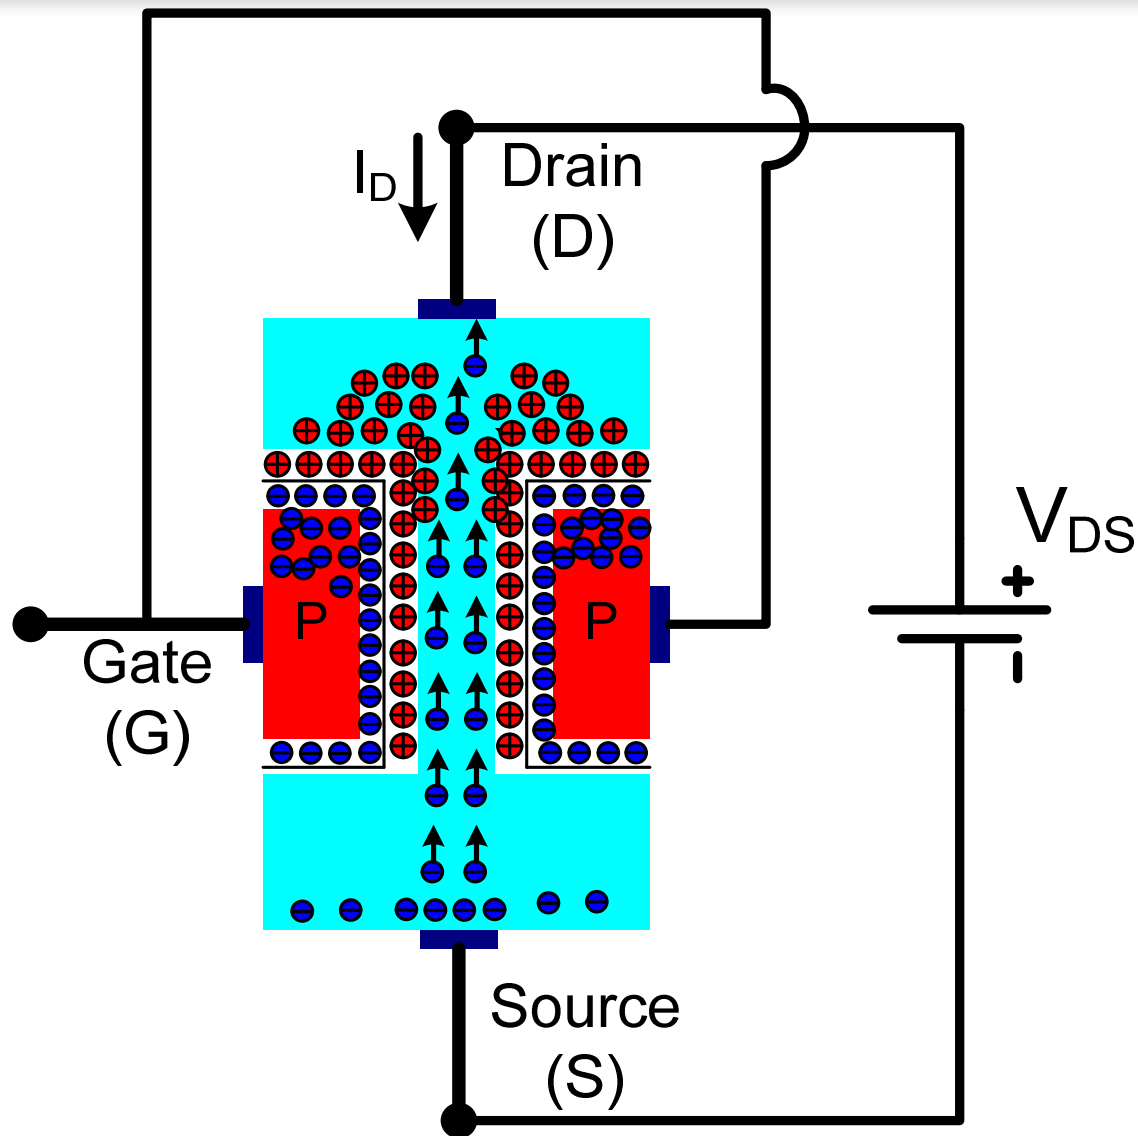 I_D
Drain
(D)
V_DS
+
P
P
Gate
(G)
–
Source
(S)